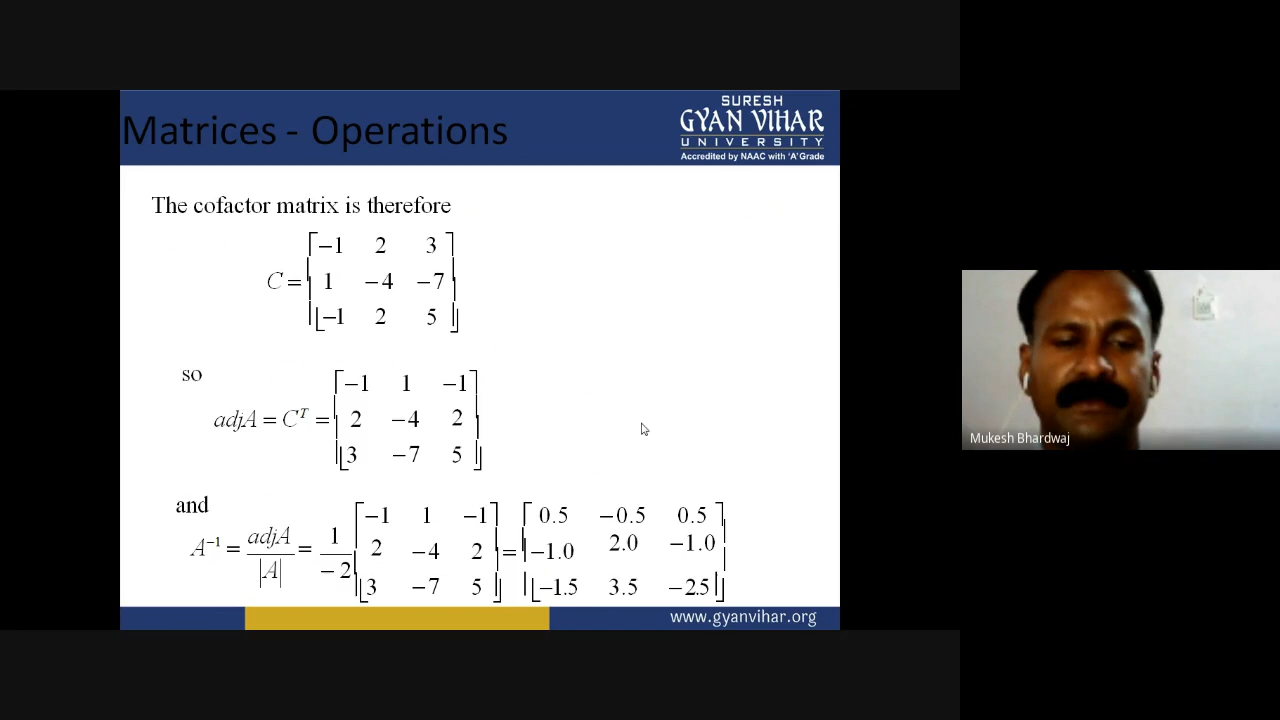 Matrices - Operations
SURESH
GYAN VIHAR
UNIVERSITY
Accredited by NAAC with 'A' Grade
The cofactor matrix is therefore
C = [ −1 2 3
1 −4 −7
−1 2 5 ]
so
adjA = C^T = [ −1 1 −1
2 −4 2
3 −7 5 ]
and
A^−1 = adjA / |A| = 1 / −2 [ −1 1 −1
2 −4 2
3 −7 5 ] = [ 0.5 −0.5 0.5
−1.0 2.0 −1.0
−1.5 3.5 −2.5 ]
www.gyanvihar.org
Mukesh Bhardwaj